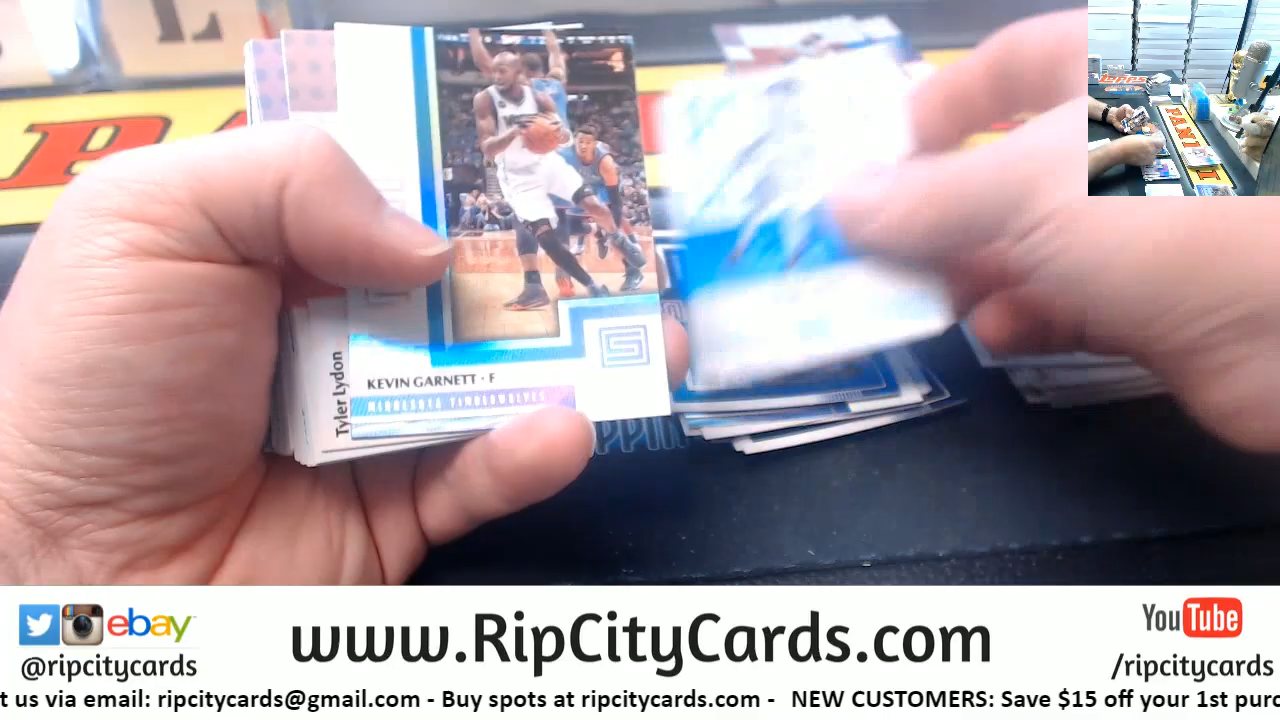 Tyler Lydon
KEVIN GARNETT · F
MINNESOTA TIMBERWOLVES
PANI
ebay
@ripcitycards
www.RipCityCards.com
YouTube
/ripcitycards
t us via email: ripcitycards@gmail.com - Buy spots at ripcitycards.com - NEW CUSTOMERS: Save $15 off your 1st purc